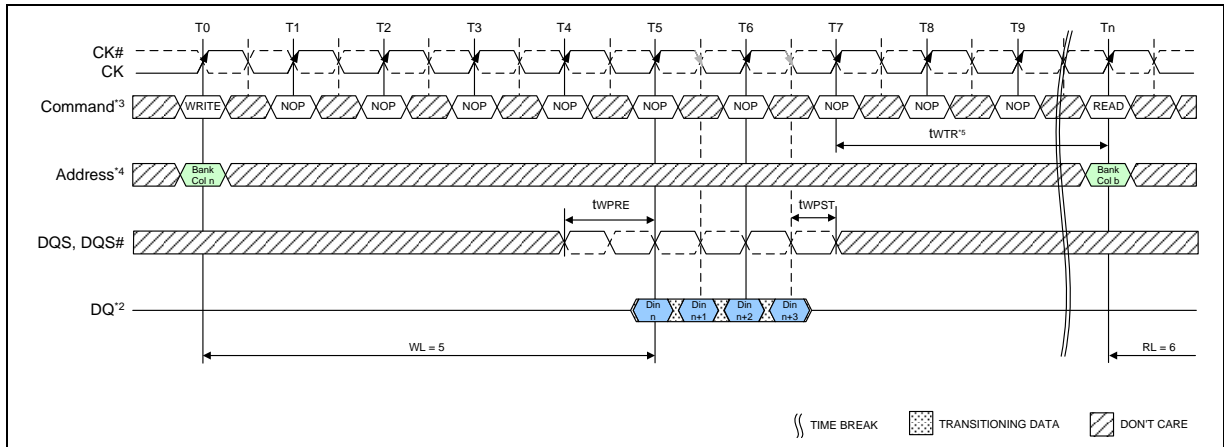 T0 T1 T2 T3 T4 T5 T6 T7 T8 T9 Tn
CK#
CK
Command*3 WRITE NOP NOP NOP NOP NOP NOP NOP NOP NOP READ
tWTR*5
Address*4 Bank Col n Bank Col b
tWPRE tWPST
DQS, DQS#
DQ*2 Din n Din n+1 Din n+2 Din n+3
WL = 5 RL = 6
TIME BREAK TRANSITIONING DATA DON'T CARE